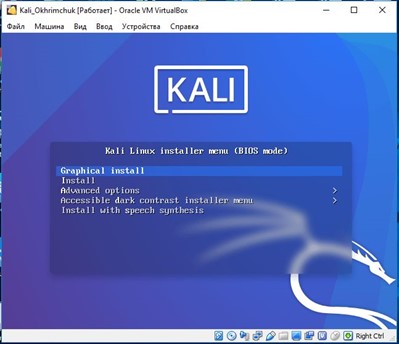 Kali_Okhrimchuk [Работает] - Oracle VM VirtualBox
Файл Машина Вид Ввод Устройства Справка
KALI
Kali Linux installer menu (BIOS mode)
Graphical install
Install
Advanced options >
Accessible dark contrast installer menu >
Install with speech synthesis
Right Ctrl